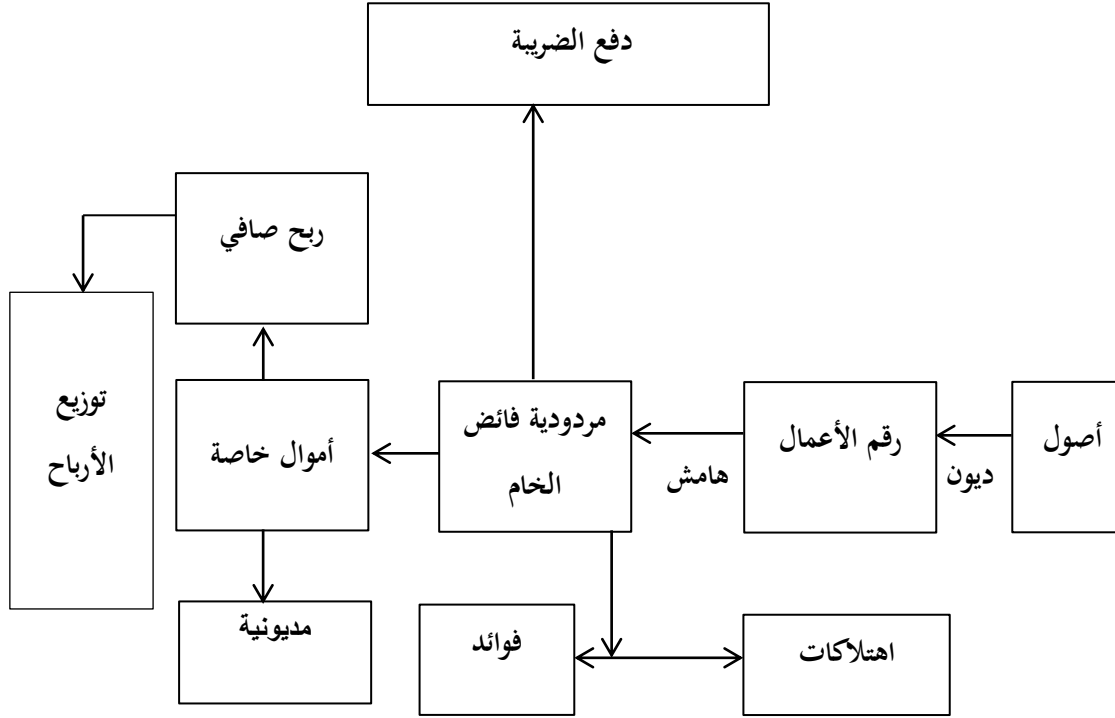 دفع الضريبة
ربح صافي
توزيع
الأرباح
أصول
ديون
رقم الأعمال
هامش
مردودية فائض
الخام
أموال خاصة
مديونية
فوائد
اهتلاكات